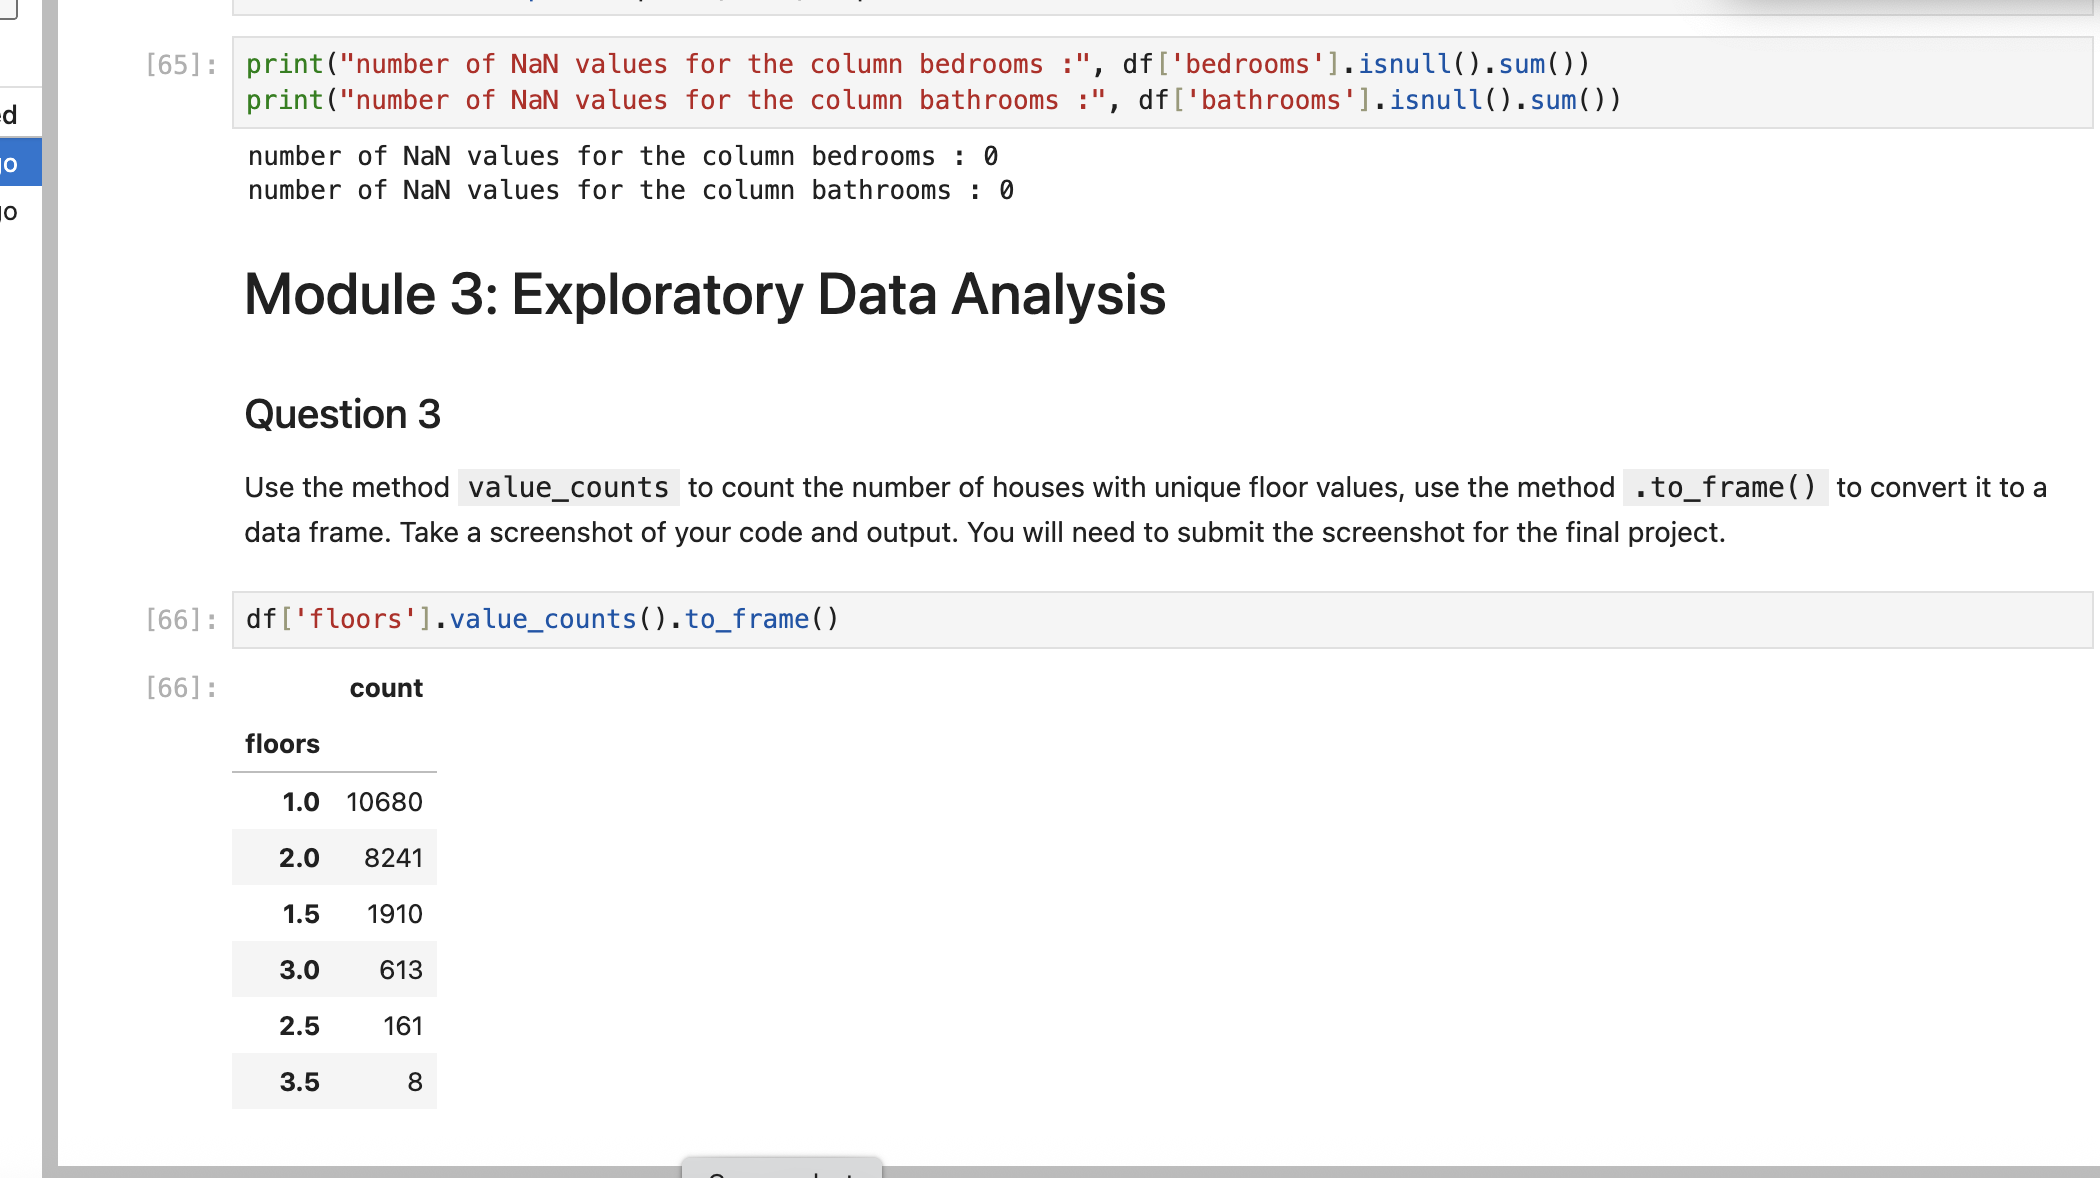 [65]: print("number of NaN values for the column bedrooms :", df['bedrooms'].isnull().sum())
print("number of NaN values for the column bathrooms :", df['bathrooms'].isnull().sum())
number of NaN values for the column bedrooms : 0
number of NaN values for the column bathrooms : 0
Module 3: Exploratory Data Analysis
Question 3
Use the method value_counts to count the number of houses with unique floor values, use the method .to_frame() to convert it to a
data frame. Take a screenshot of your code and output. You will need to submit the screenshot for the final project.
[66]: df['floors'].value_counts().to_frame()
[66]: count
floors
1.0 10680
2.0 8241
1.5 1910
3.0 613
2.5 161
3.5 8